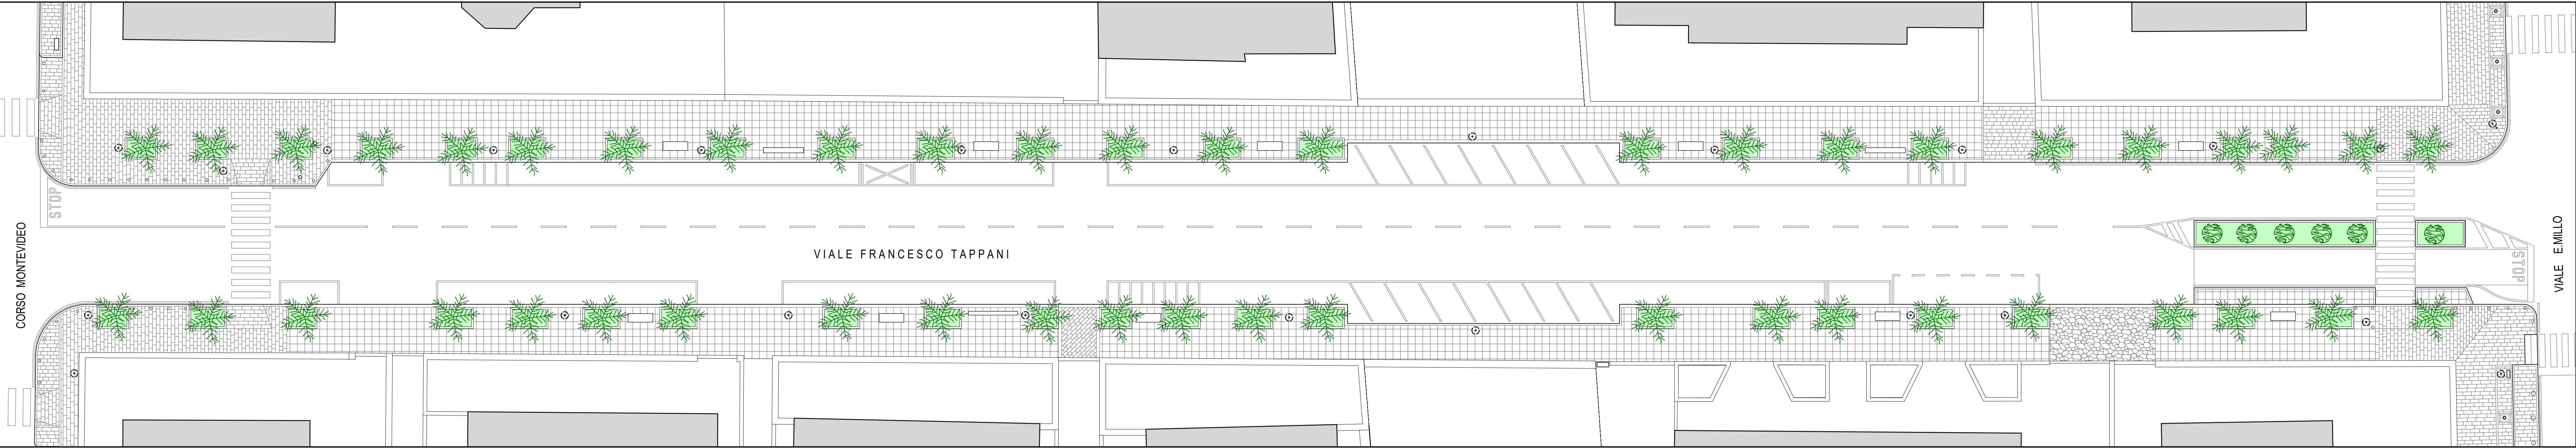 STOP
CORSO MONTEVIDEO
VIALE FRANCESCO TAPPANI
STOP
VIALE E.MILLO